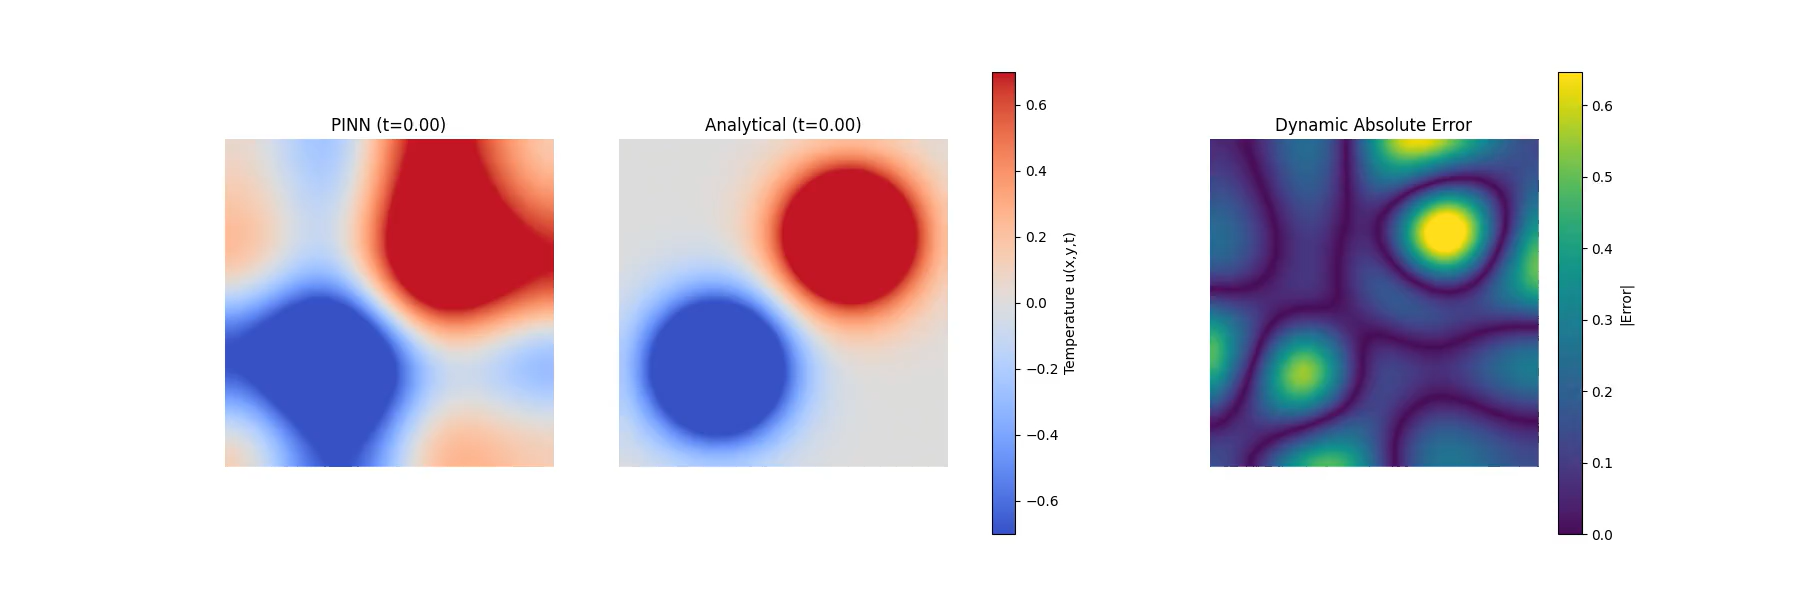 PINN (t=0.00)
Analytical (t=0.00)
0.6
0.4
0.2
0.0
−0.2
−0.4
−0.6
Temperature u(x,y,t)
Dynamic Absolute Error
0.6
0.5
0.4
0.3
0.2
0.1
0.0
|Error|